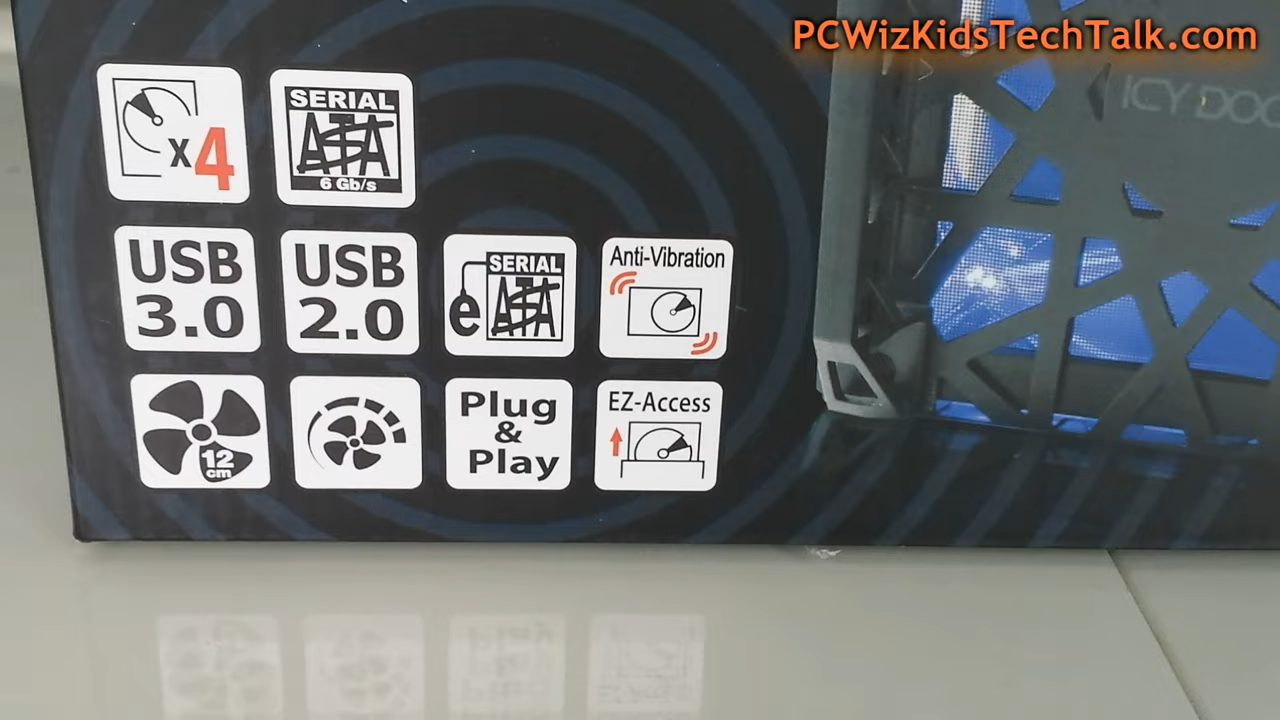 PCWizKidsTechTalk.com
x4
SERIAL
ATA
6 Gb/s
ICY DOC
USB
3.0
USB
2.0
SERIAL
eATA
Anti-Vibration
12
cm
Plug
&
Play
EZ-Access